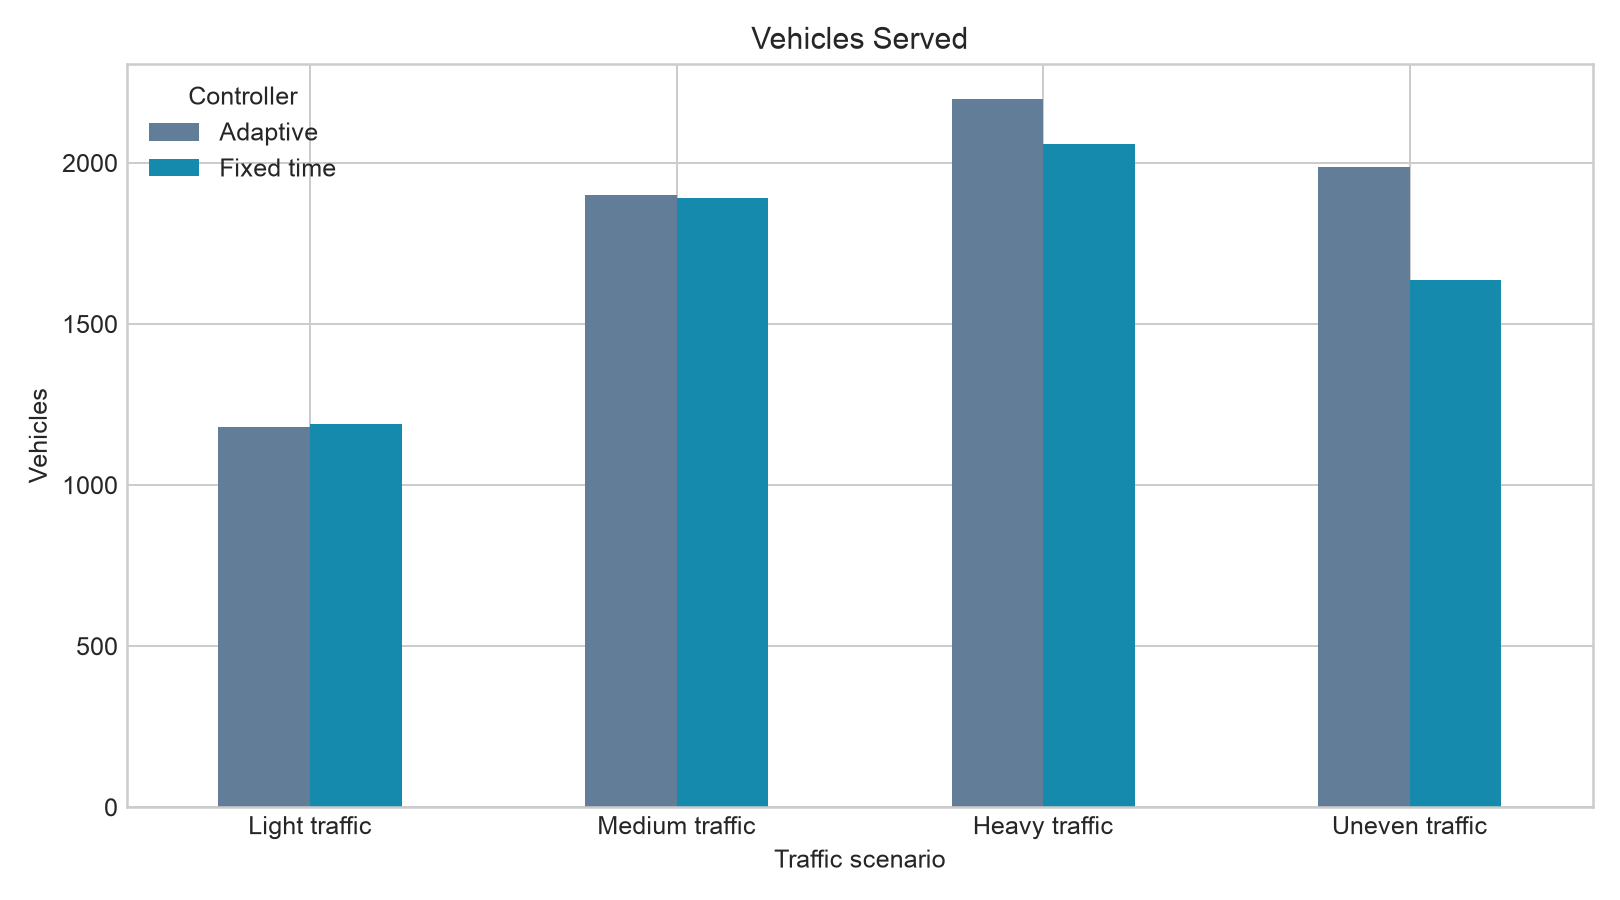 Vehicles Served
Controller
Adaptive
Fixed time
Vehicles
2000
1500
1000
500
0
Light traffic
Medium traffic
Heavy traffic
Uneven traffic
Traffic scenario